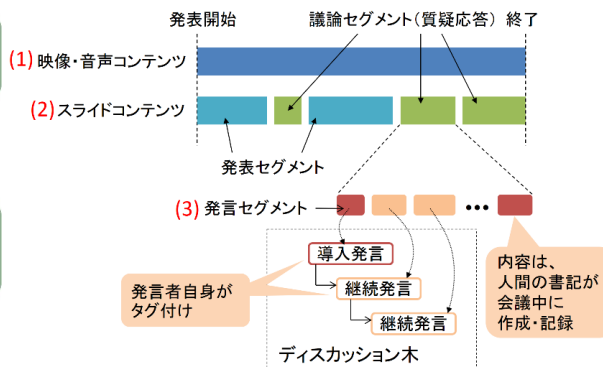 発表開始
議論セグメント(質疑応答)
終了
(1) 映像・音声コンテンツ
(2) スライドコンテンツ
発表セグメント
(3) 発言セグメント
•••
導入発言
継続発言
継続発言
ディスカッション木
発言者自身が
タグ付け
内容は、
人間の書記が
会議中に
作成・記録